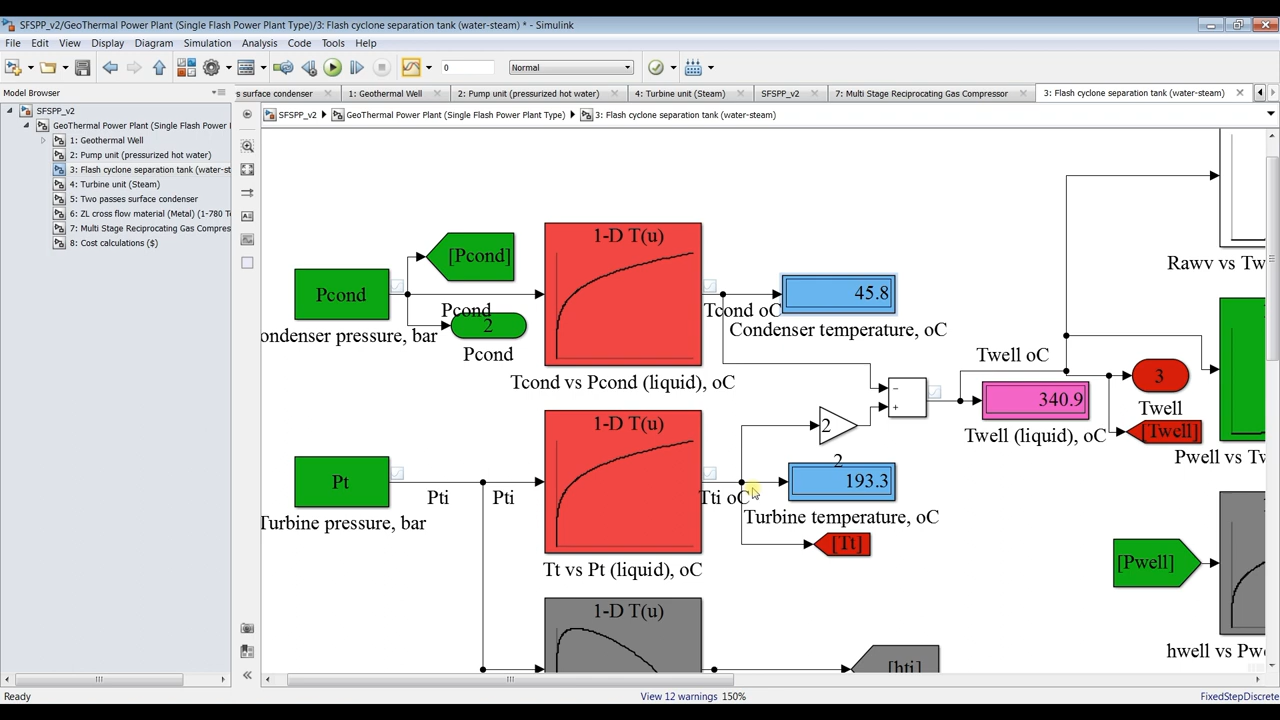 SFSPP_v2/GeoThermal Power Plant (Single Flash Power Plant Type)/3: Flash cyclone separation tank (water-steam) * - Simulink
File Edit View Display Diagram Simulation Analysis Code Tools Help
0 Normal
Model Browser
s surface condenser 1: Geothermal Well 2: Pump unit (pressurized hot water) 4: Turbine unit (Steam) SFSPP_v2 7: Multi Stage Reciprocating Gas Compressor 3: Flash cyclone separation tank (water-steam)
SFSPP_v2 GeoThermal Power Plant (Single Flash Power Plant Type) 3: Flash cyclone separation tank (water-steam)
SFSPP_v2
GeoThermal Power Plant (Single Flash Power I
1: Geothermal Well
2: Pump unit (pressurized hot water)
3: Flash cyclone separation tank (water-st
4: Turbine unit (Steam)
5: Two passes surface condenser
6: ZL cross flow material (Metal) (1-780 T
7: Multi Stage Reciprocating Gas Compres
8: Cost calculations ($)
1-D T(u)
[Pcond]
Pcond
Pcond
2
Pcond
ondenser pressure, bar
Tcond oC
45.8
Condenser temperature, oC
Tcond vs Pcond (liquid), oC
Rawv vs Tw
Twell oC
340.9
Twell (liquid), oC
3
Twell
[Twell]
Pwell vs Tv
1-D T(u)
2
2
Pt
Pti
Pti
Turbine pressure, bar
Tti oC
193.3
Turbine temperature, oC
[Tt]
Tt vs Pt (liquid), oC
[Pwell]
hwell vs Pw
1-D T(u)
[hti]
Ready View 12 warnings 150% FixedStepDiscrete